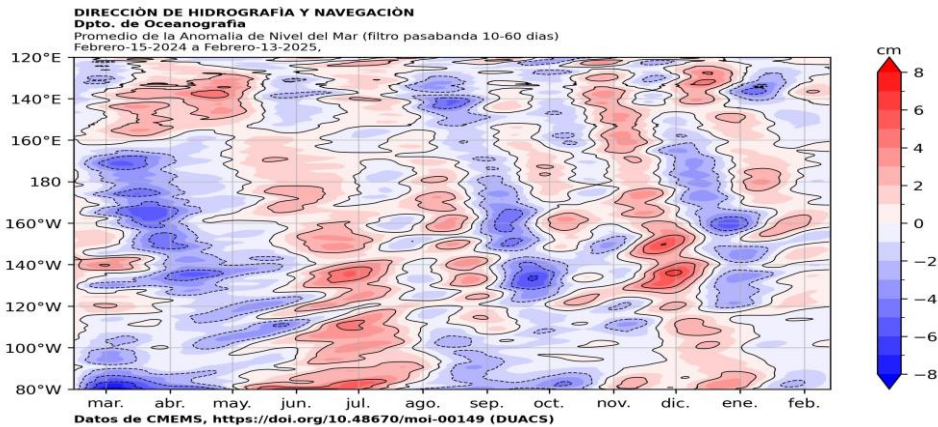 DIRECCIÒN DE HIDROGRAFÌA Y NAVEGACIÒN
Dpto. de Oceanografia
Promedio de la Anomalia de Nivel del Mar (filtro pasabanda 10-60 dias)
Febrero-15-2024 a Febrero-13-2025,
cm
120°E
140°E
160°E
180
160°W
140°W
120°W
100°W
80°W
8
6
4
2
0
−2
−4
−6
−8
mar. abr. may. jun. jul. ago. sep. oct. nov. dic. ene. feb.
Datos de CMEMS, https://doi.org/10.48670/moi-00149 (DUACS)